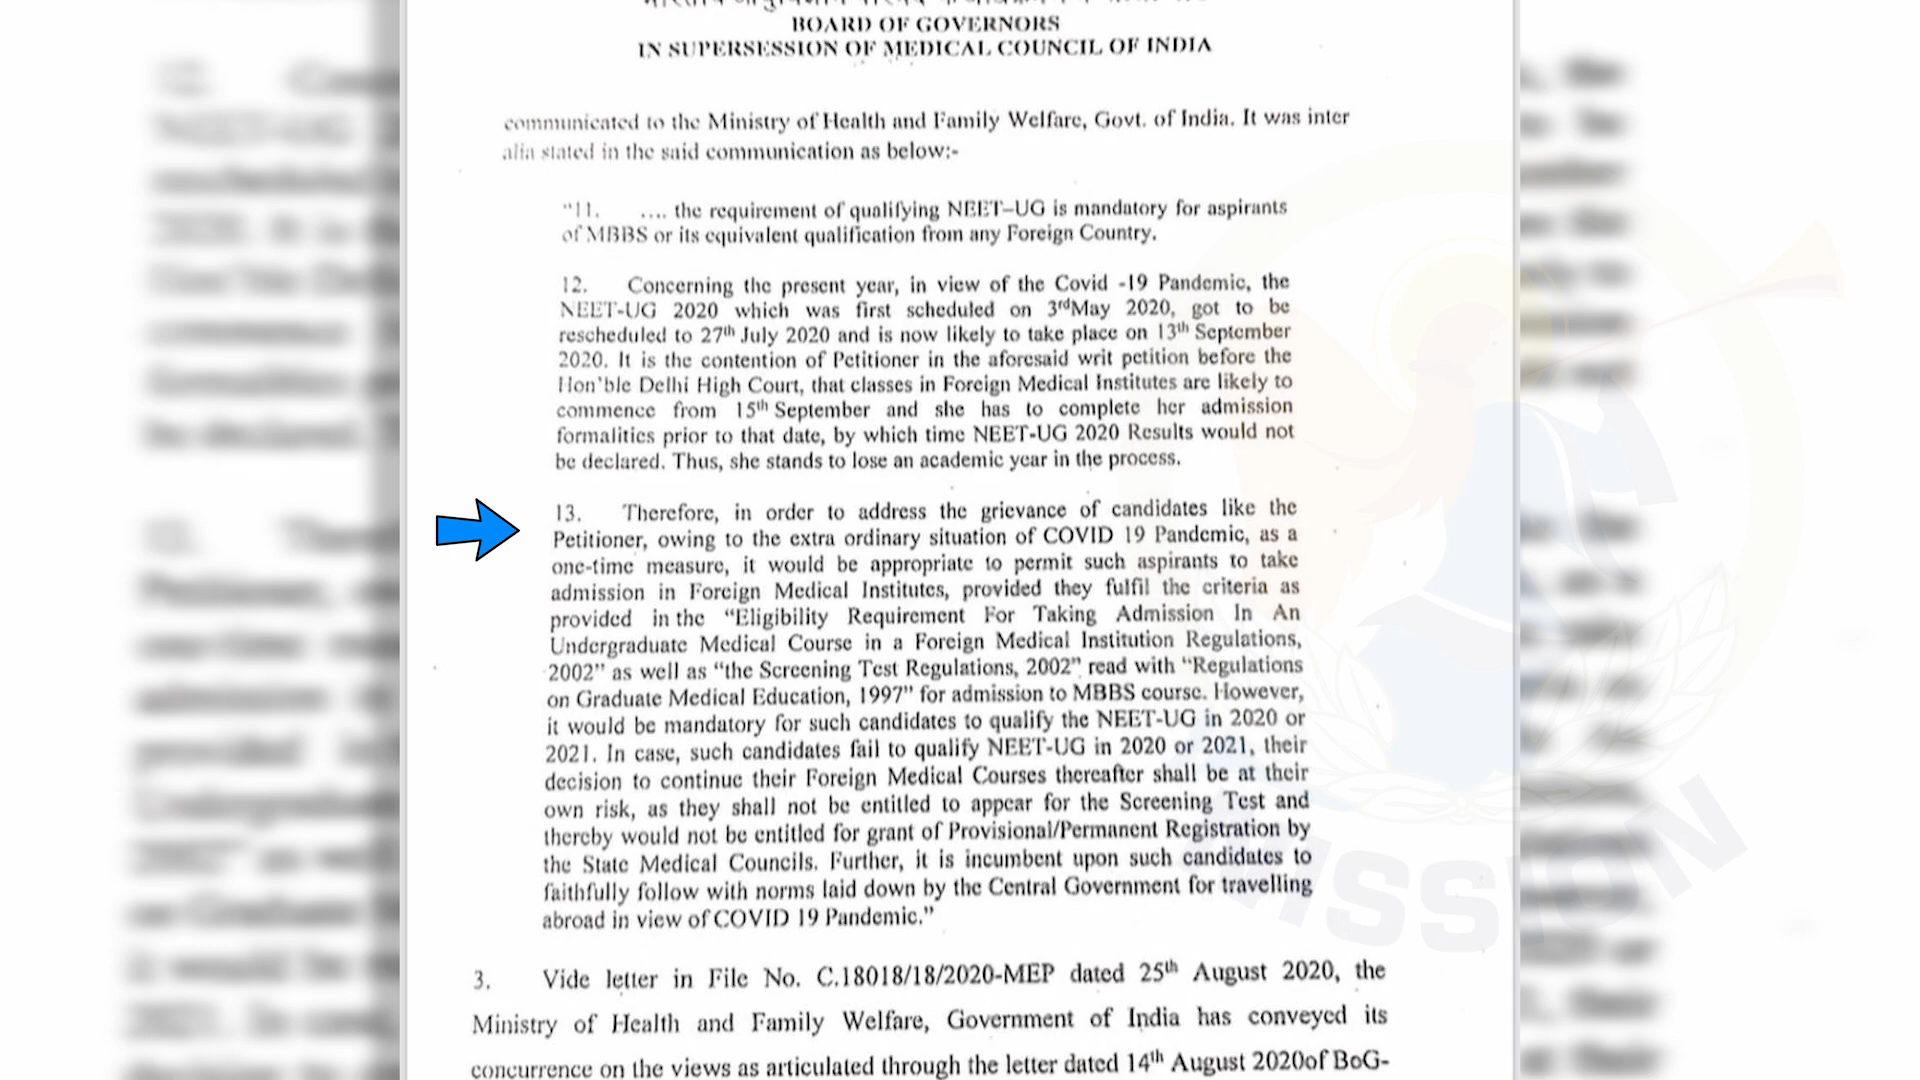 BOARD OF GOVERNORS
IN SUPERSESSION OF MEDICAL COUNCIL OF INDIA
communicated to the Ministry of Health and Family Welfare, Govt. of India. It was inter
alia stated in the said communication as below:-
"11. .... the requirement of qualifying NEET–UG is mandatory for aspirants
of MBBS or its equivalent qualification from any Foreign Country.
12. Concerning the present year, in view of the Covid -19 Pandemic, the
NEET-UG 2020 which was first scheduled on 3rdMay 2020, got to be
rescheduled to 27th July 2020 and is now likely to take place on 13th September
2020. It is the contention of Petitioner in the aforesaid writ petition before the
Hon'ble Delhi High Court, that classes in Foreign Medical Institutes are likely to
commence from 15th September and she has to complete her admission
formalities prior to that date, by which time NEET-UG 2020 Results would not
be declared. Thus, she stands to lose an academic year in the process.
13. Therefore, in order to address the grievance of candidates like the
Petitioner, owing to the extra ordinary situation of COVID 19 Pandemic, as a
one-time measure, it would be appropriate to permit such aspirants to take
admission in Foreign Medical Institutes, provided they fulfil the criteria as
provided in the "Eligibility Requirement For Taking Admission In An
Undergraduate Medical Course in a Foreign Medical Institution Regulations,
2002" as well as "the Screening Test Regulations, 2002" read with "Regulations
on Graduate Medical Education, 1997" for admission to MBBS course. However,
it would be mandatory for such candidates to qualify the NEET-UG in 2020 or
2021. In case, such candidates fail to qualify NEET-UG in 2020 or 2021, their
decision to continue their Foreign Medical Courses thereafter shall be at their
own risk, as they shall not be entitled to appear for the Screening Test and
thereby would not be entitled for grant of Provisional/Permanent Registration by
the State Medical Councils. Further, it is incumbent upon such candidates to
faithfully follow with norms laid down by the Central Government for travelling
abroad in view of COVID 19 Pandemic."
3. Vide letter in File No. C.18018/18/2020-MEP dated 25th August 2020, the
Ministry of Health and Family Welfare, Government of India has conveyed its
concurrence on the views as articulated through the letter dated 14th August 2020of BoG-
MISSION